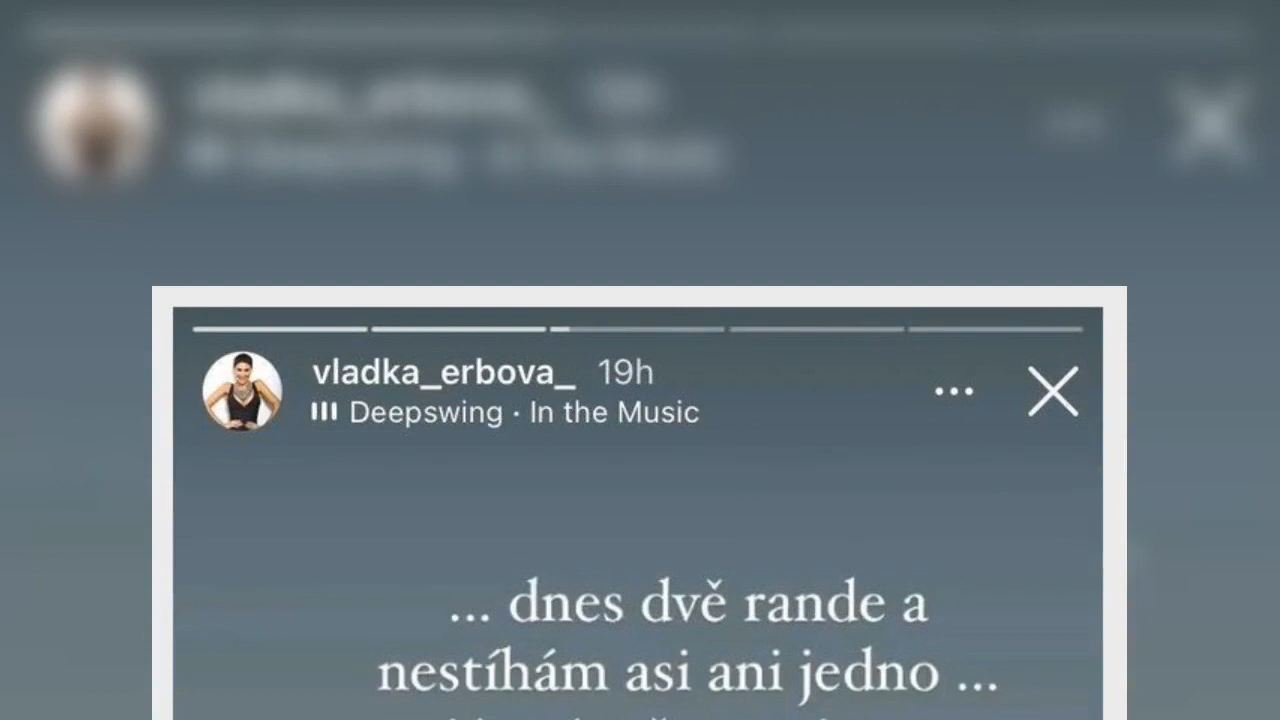 vladka_erbova_ 19h
Deepswing · In the Music
... dnes dvě rande a
nestíhám asi ani jedno ...